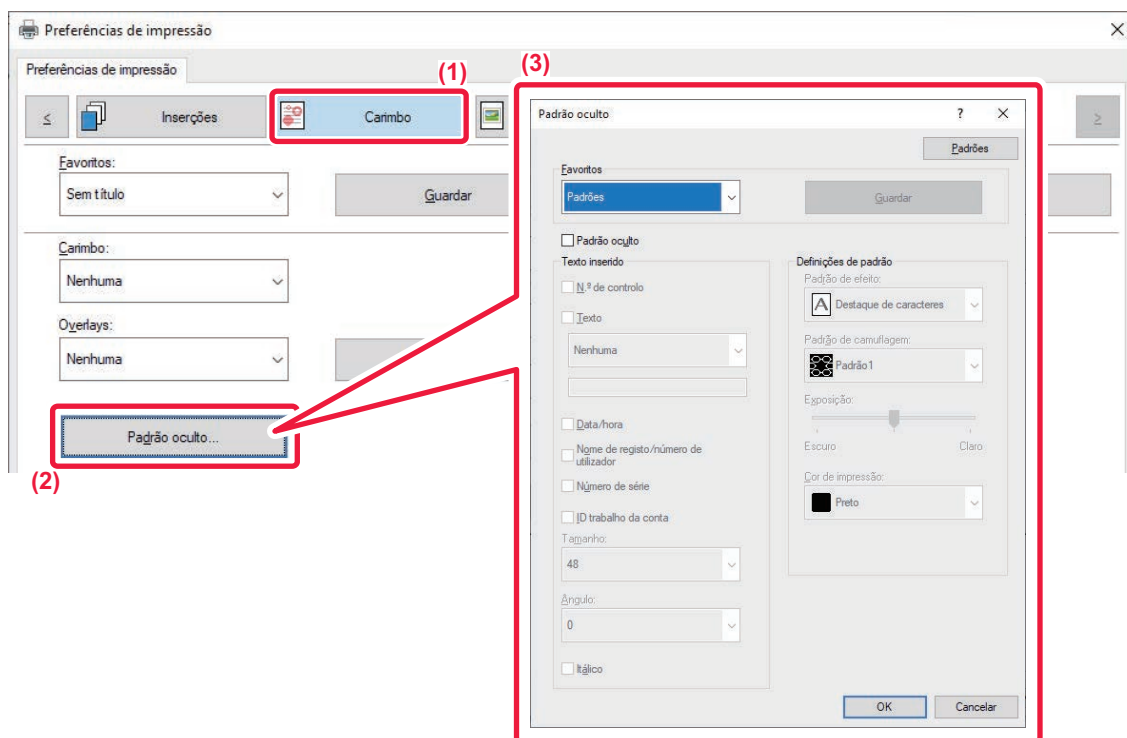 Preferências de impressão
Preferências de impressão
(1)
(3)
<
Inserções
Carimbo
>
Favoritos:
Sem título
Guardar
Carimbo:
Nenhuma
Overlays:
Nenhuma
Padrão oculto...
(2)
Padrão oculto
?
Padrões
Favoritos
Padrões
Guardar
Padrão oculto
Texto inserido
N.º de controlo
Texto
Nenhuma
Data/hora
Nome de registo/número de
utilizador
Número de série
ID trabalho da conta
Tamanho:
48
Angulo:
0
Itálico
Definições de padrão
Padrão de efeito:
A Destaque de caracteres
Padrão de camuflagem:
Padrão1
Exposição:
Escuro Claro
Cor de impressão:
Preto
OK
Cancelar